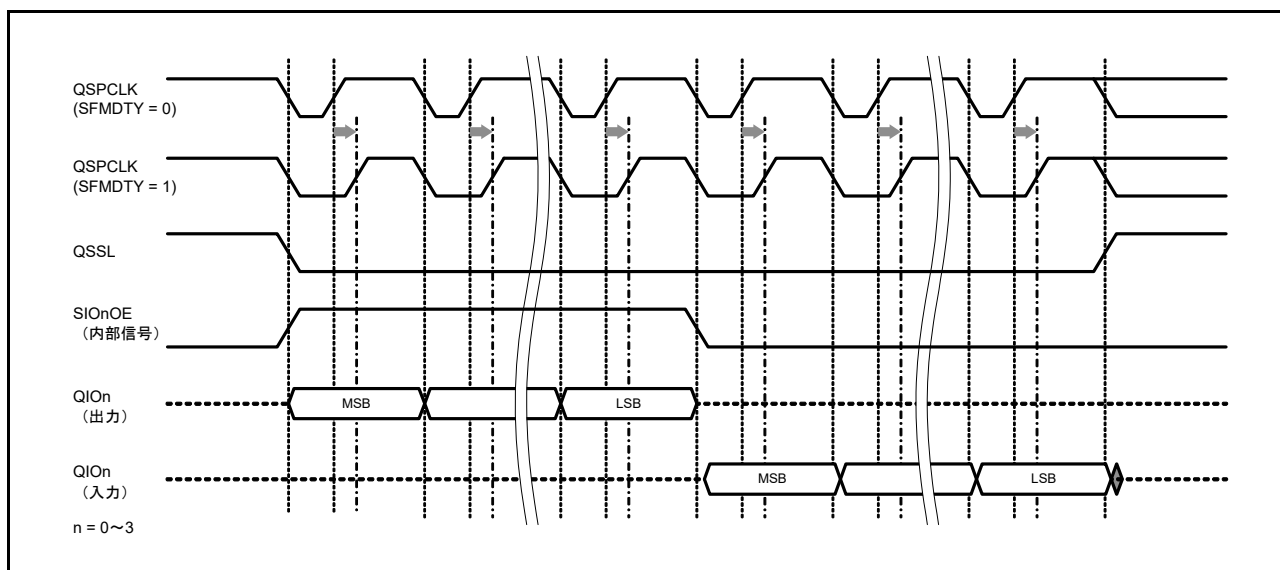 QSPCLK
(SFMDTY = 0)
QSPCLK
(SFMDTY = 1)
QSSL
SIOnOE
（内部信号）
QIOn
（出力）
MSB
LSB
QIOn
（入力）
MSB
LSB
n = 0～3